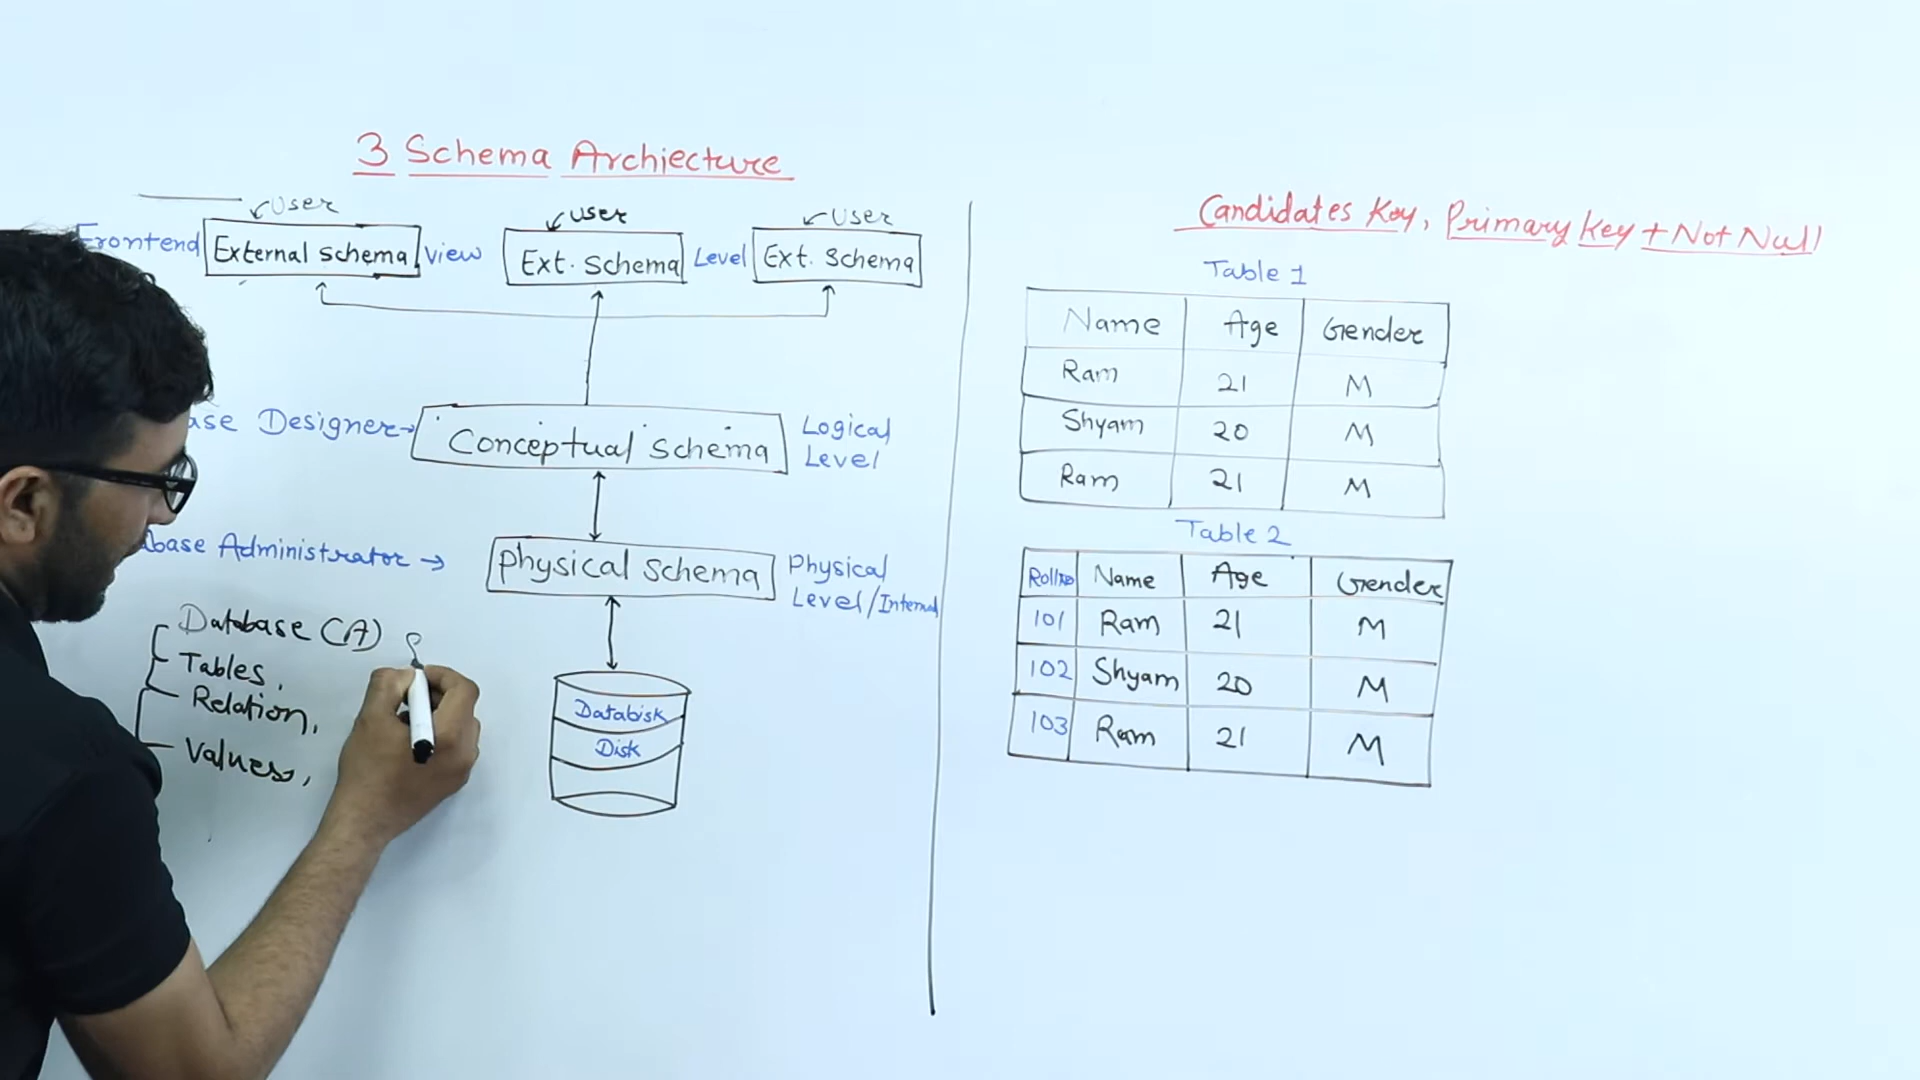 3 Schema Archiecture
User
User
User
Frontend External schema View Ext. Schema Level Ext. Schema
ase Designer→ Conceptual Schema Logical Level
base Administrator → Physical schema Physical Level/Internal
Database (A)
Tables,
Relation,
Values,
Databisk
Disk
Candidates Key, Primary Key + Not Null
Table 1
Name Age Gender
Ram 21 M
Shyam 20 M
Ram 21 M
Table 2
Rollno Name Age Gender
101 Ram 21 M
102 Shyam 20 M
103 Ram 21 M